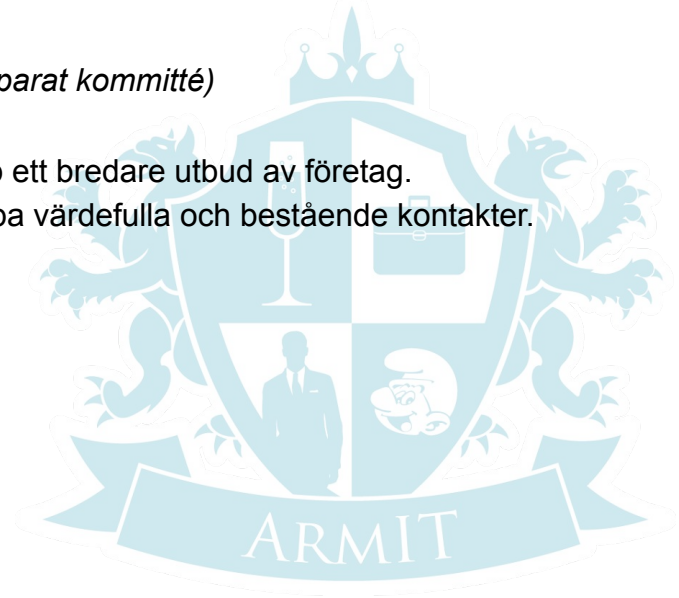 parat kommitté)
ett bredare utbud av företag.
värdefulla och bestående kontakter.
ARMIT